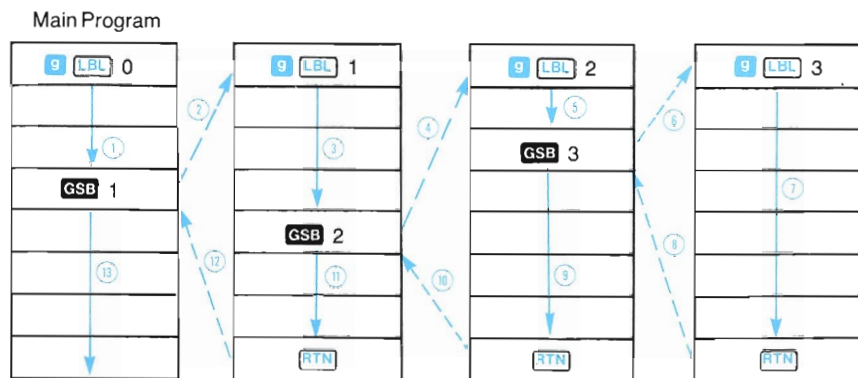 Main Program
g LBL 0 g LBL 1 g LBL 2 g LBL 3
② ④ ⑤ ⑥
① ③
GSB 3
GSB 1 ⑦
GSB 2 ⑧
⑬ ⑫ ⑪ ⑩ ⑨
RTN RTN RTN